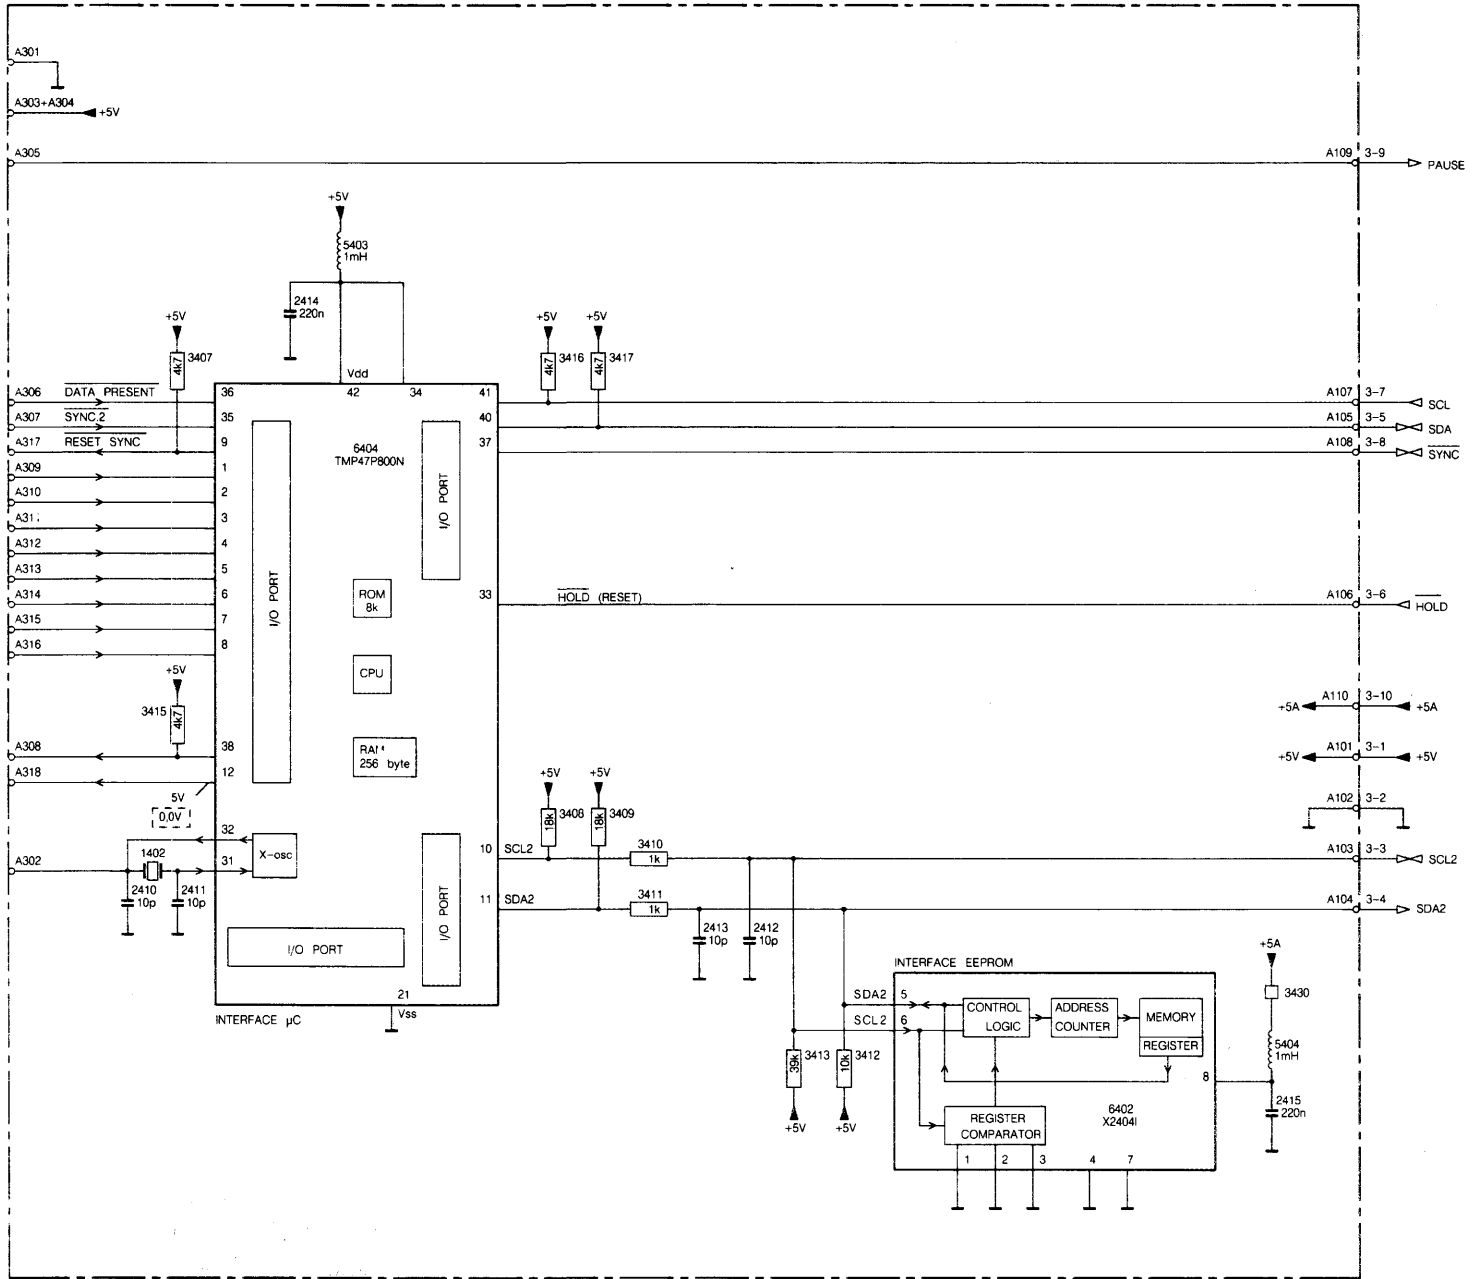 A301
A303+A304
+5V
A305
A109
3-9
PAUSE
+5V
5403
1mH
2414
220n
+5V
3407
4k7
+5V
+5V
3416
4k7
3417
4k7
Vdd
A306
DATA PRESENT
36
42
34
41
A107
3-7
SCL
A307
SYNC.2
35
40
A105
3-5
SDA
A317
RESET SYNC
9
37
A108
3-8
SYNC
6404
TMP47P800N
A309
1
A310
2
3
A312
4
A313
5
A314
6
A315
7
A316
8
I/O PORT
I/O PORT
ROM
8k
33
HOLD (RESET)
A106
3-6
HOLD
CPU
+5V
3415
4k7
A308
38
256 byte
A318
12
5V
0,0V
+5A
A110
3-10
+5A
+5V
A101
3-1
+5V
A102
3-2
+5V
+5V
18k
3408
18k
3409
32
X-osc
A302
1402
31
2410
10p
2411
10p
10
SCL2
3410
1k
A103
3-3
SCL2
11
SDA2
3411
1k
A104
3-4
SDA2
I/O PORT
I/O PORT
2413
10p
2412
10p
21
Vss
INTERFACE µC
INTERFACE EEPROM
+5A
3430
5404
1mH
2415
220n
SDA2
5
SCL2
6
CONTROL
LOGIC
ADDRESS
COUNTER
MEMORY
REGISTER
8
39k
3413
10k
3412
+5V
+5V
REGISTER
COMPARATOR
6402
X2404I
1
2
3
4
7